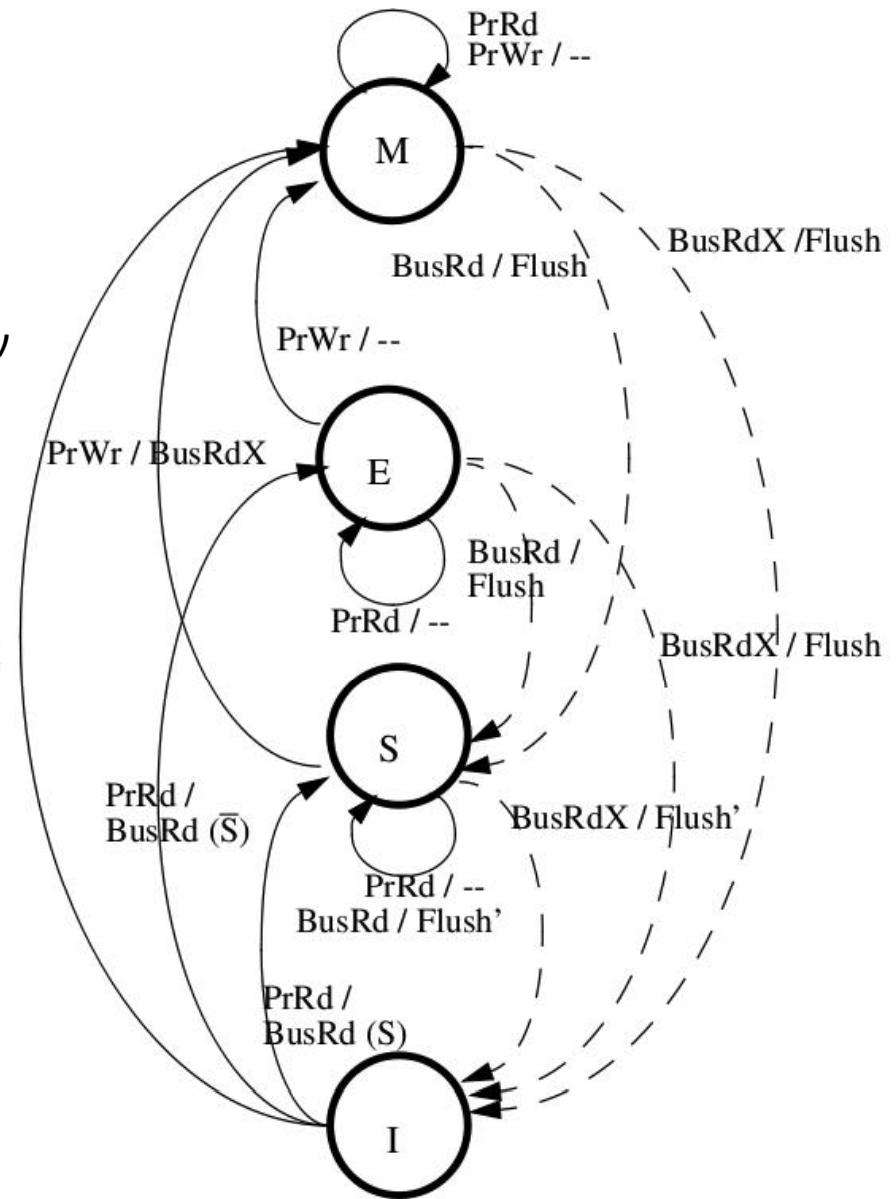 PrRd
PrWr / --
M
BusRdX /Flush
BusRd / Flush
PrWr / --
PrWr / BusRdX
E
BusRd /
Flush
PrRd / --
BusRdX / Flush
S
PrRd /
BusRd (S̅)
BusRdX / Flush’
PrRd / --
BusRd / Flush’
PrRd /
BusRd (S)
I